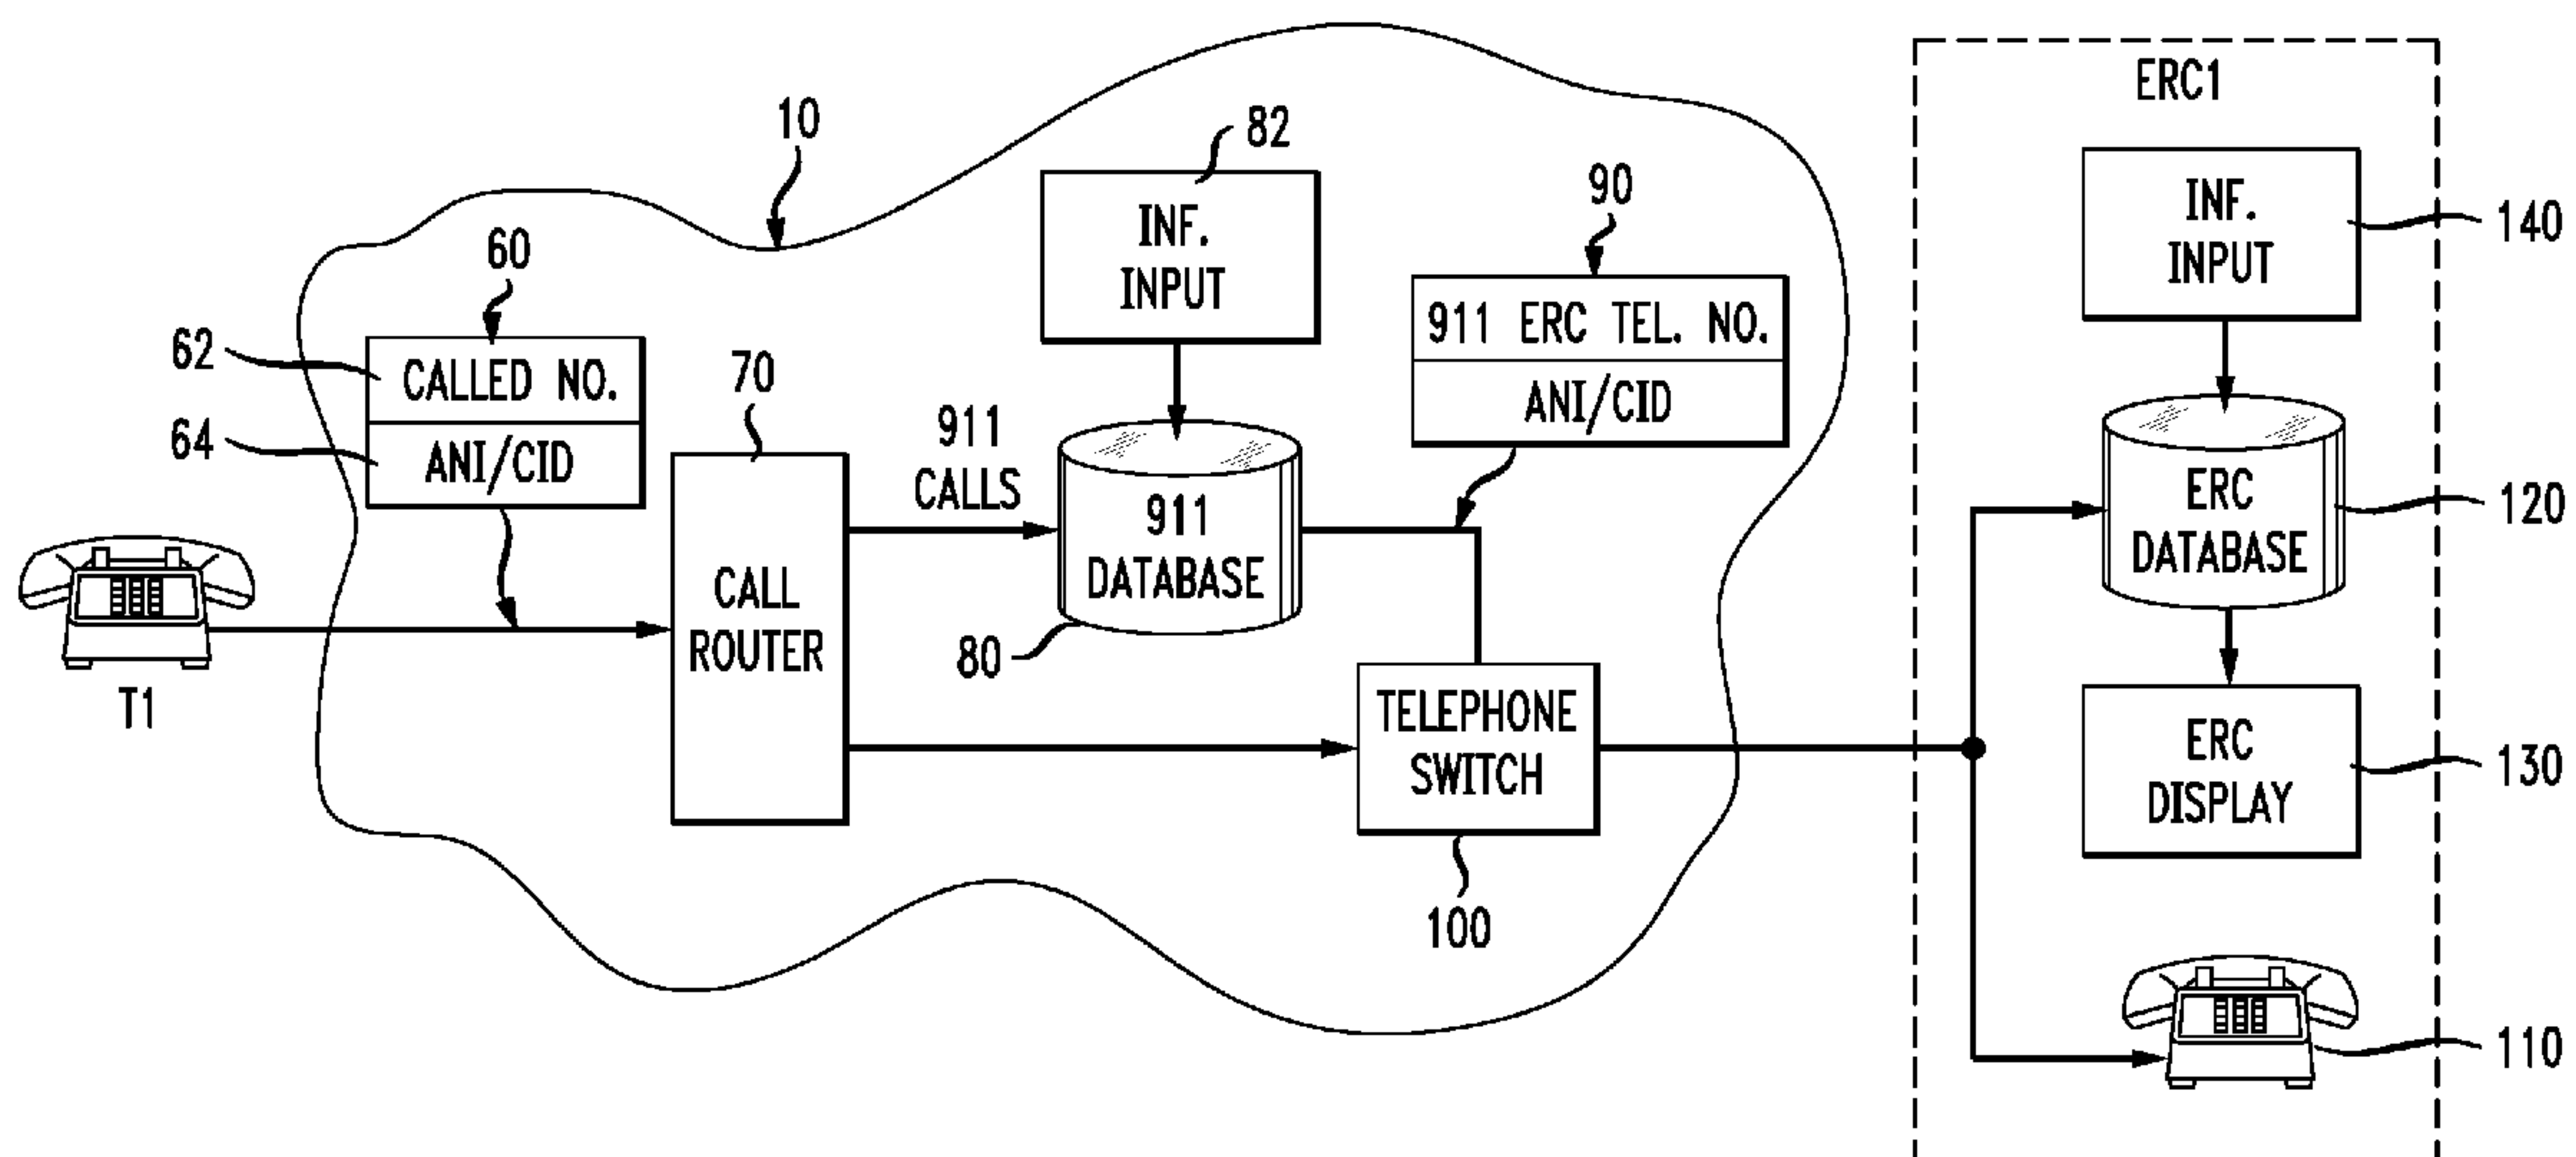 ERC1
10
82
INF.
INPUT
90
911 ERC TEL. NO.
ANI/CID
INF.
INPUT
140
60
62
CALLED NO.
64
ANI/CID
70
CALL
ROUTER
911
CALLS
911
DATABASE
80
ERC
DATABASE
120
T1
TELEPHONE
SWITCH
100
ERC
DISPLAY
130
110